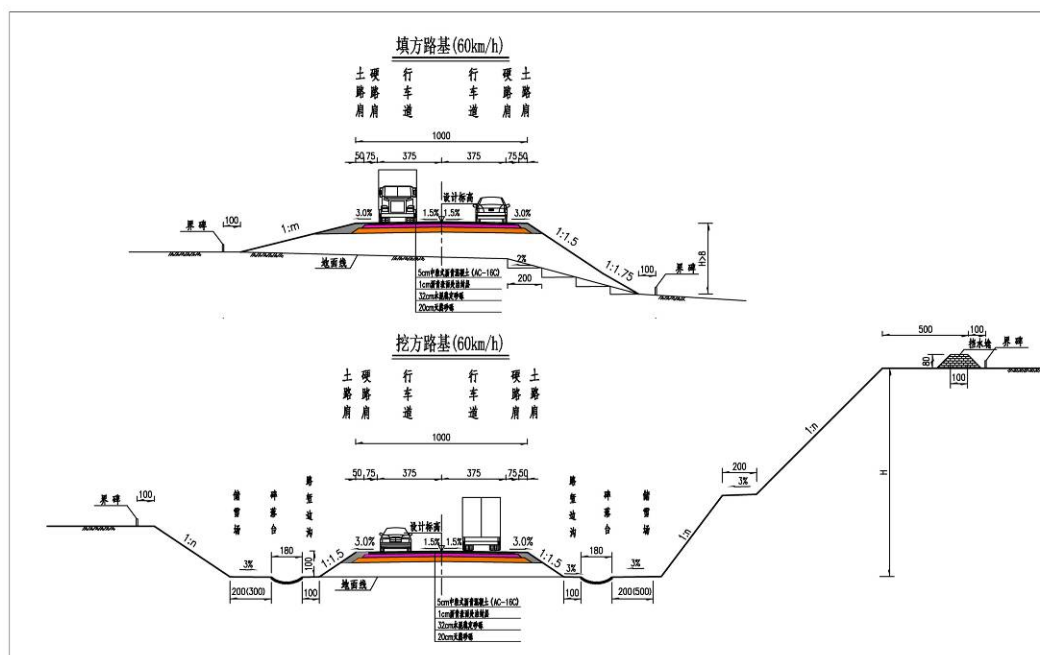 填方路基(60km/h)
土路肩 硬路肩 行车道 行车道 硬路肩 土路肩
1000
50 75 375 375 75 50
设计标高
3.0% 1.5% 1.5% 3.0%
界碑 100 1:m 1:1.5 1:1.75 100 界碑 H>8
地面线 2%
200
5cm中粒式沥青混凝土(AC-16C)
1cm沥青表面处治封层
32cm水泥稳定砂砾
20cm天然砂砾
挖方路基(60km/h)
土路肩 硬路肩 行车道 行车道 硬路肩 土路肩
1000
50 75 375 375 75 50
500 100 界碑
挡水埝
80
100
H
1:n
200
3%
1:n
界碑 100
1:n
储雪场 碎落台 路堑边沟 路堑边沟 碎落台 储雪场
设计标高
3.0% 1.5% 1.5% 3.0%
3% 180 100 1:1.5 1:1.5 3% 180 3%
200(300) 100 地面线 100 200(500)
5cm中粒式沥青混凝土(AC-16C)
1cm沥青表面处治封层
32cm水泥稳定砂砾
20cm天然砂砾